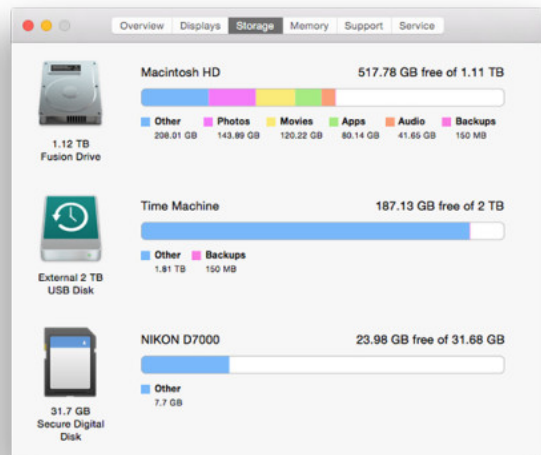 Overview Displays Storage Memory Support Service
Macintosh HD 517.78 GB free of 1.11 TB
Other Photos Movies Apps Audio Backups
208.01 GB 143.89 GB 120.22 GB 80.14 GB 41.65 GB 150 MB
1.12 TB
Fusion Drive
Time Machine 187.13 GB free of 2 TB
Other Backups
1.81 TB 150 MB
External 2 TB
USB Disk
NIKON D7000 23.98 GB free of 31.68 GB
Other
7.7 GB
31.7 GB
Secure Digital
Disk